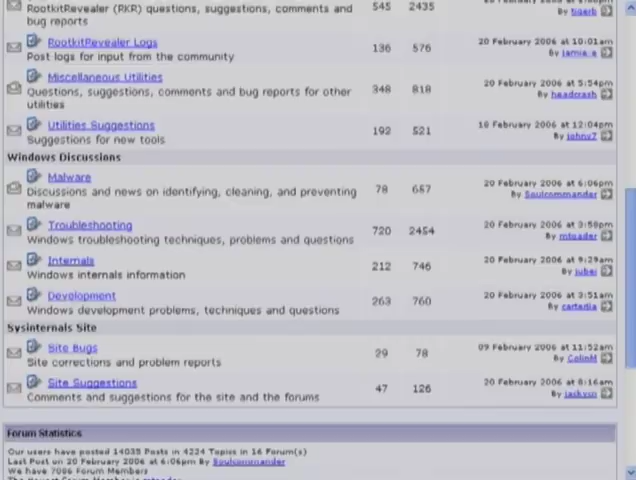 RootkitRevealer (RKR) questions, suggestions, comments and bug reports 545 2435
RootkitRevealer Logs 136 576 20 February 2006 at 10:01am
Post logs for input from the community
Miscellaneous Utilities 348 818 20 February 2006 at 5:54pm
Questions, suggestions, comments and bug reports for other utilities By headcrash
Utilities Suggestions 192 521 18 February 2006 at 12:04pm
Suggestions for new tools
Windows Discussions
Malware 78 657 20 February 2006 at 6:06pm
Discussions and news on identifying, cleaning, and preventing malware By Soulcommander
Troubleshooting 720 2454 20 February 2006 at 3:58pm
Windows troubleshooting techniques, problems and questions By mtoader
Internals 212 746 20 February 2006 at 9:29am
Windows internals information
Development 263 760 20 February 2006 at 3:51am
Windows development problems, techniques and questions
Sysinternals Site
Site Bugs 29 78 09 February 2006 at 11:52am
Site corrections and problem reports By ColinM
Site Suggestions 47 126 20 February 2006 at 8:16am
Comments and suggestions for the site and the forums
Forum Statistics
Our users have posted 14035 Posts in 4224 Topics in 16 Forum(s)
Last Post on 20 February 2006 at 6:06pm By Soulcommander
We have 7086 Forum Members